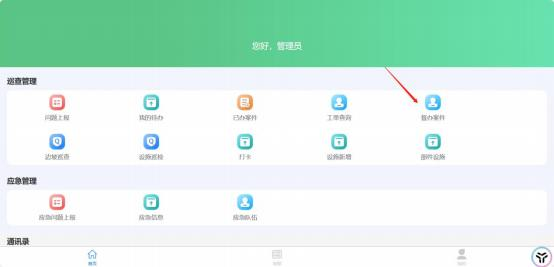 您好，管理员
巡查管理
问题上报 我的待办 已办案件 工单查询 督办案件
边坡巡查 设施巡检 打卡 设施新增 部件设施
应急管理
应急问题上报 应急信息 应急队伍
通讯录
首页